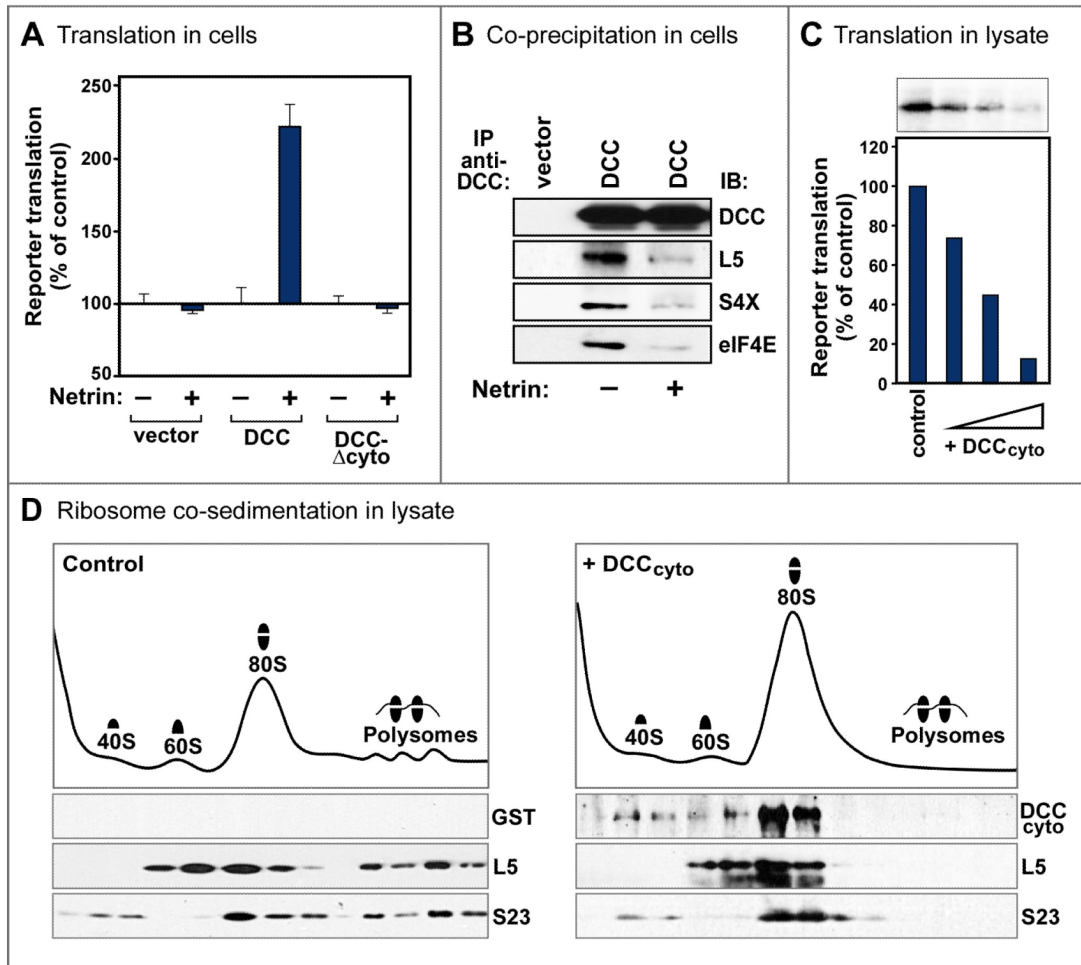 A Translation in cells
Reporter translation
(% of control)
250
200
150
100
50
Netrin: – + – + – +
vector DCC DCC-
Δcyto
B Co-precipitation in cells
IP
anti-
DCC:
vector DCC DCC IB:
DCC
L5
S4X
eIF4E
Netrin: – +
C Translation in lysate
Reporter translation
(% of control)
120
100
80
60
40
20
0
control
+ DCCcyto
D Ribosome co-sedimentation in lysate
Control
40S 60S 80S Polysomes
GST
L5
S23
+ DCCcyto
40S 60S 80S Polysomes
DCC
cyto
L5
S23